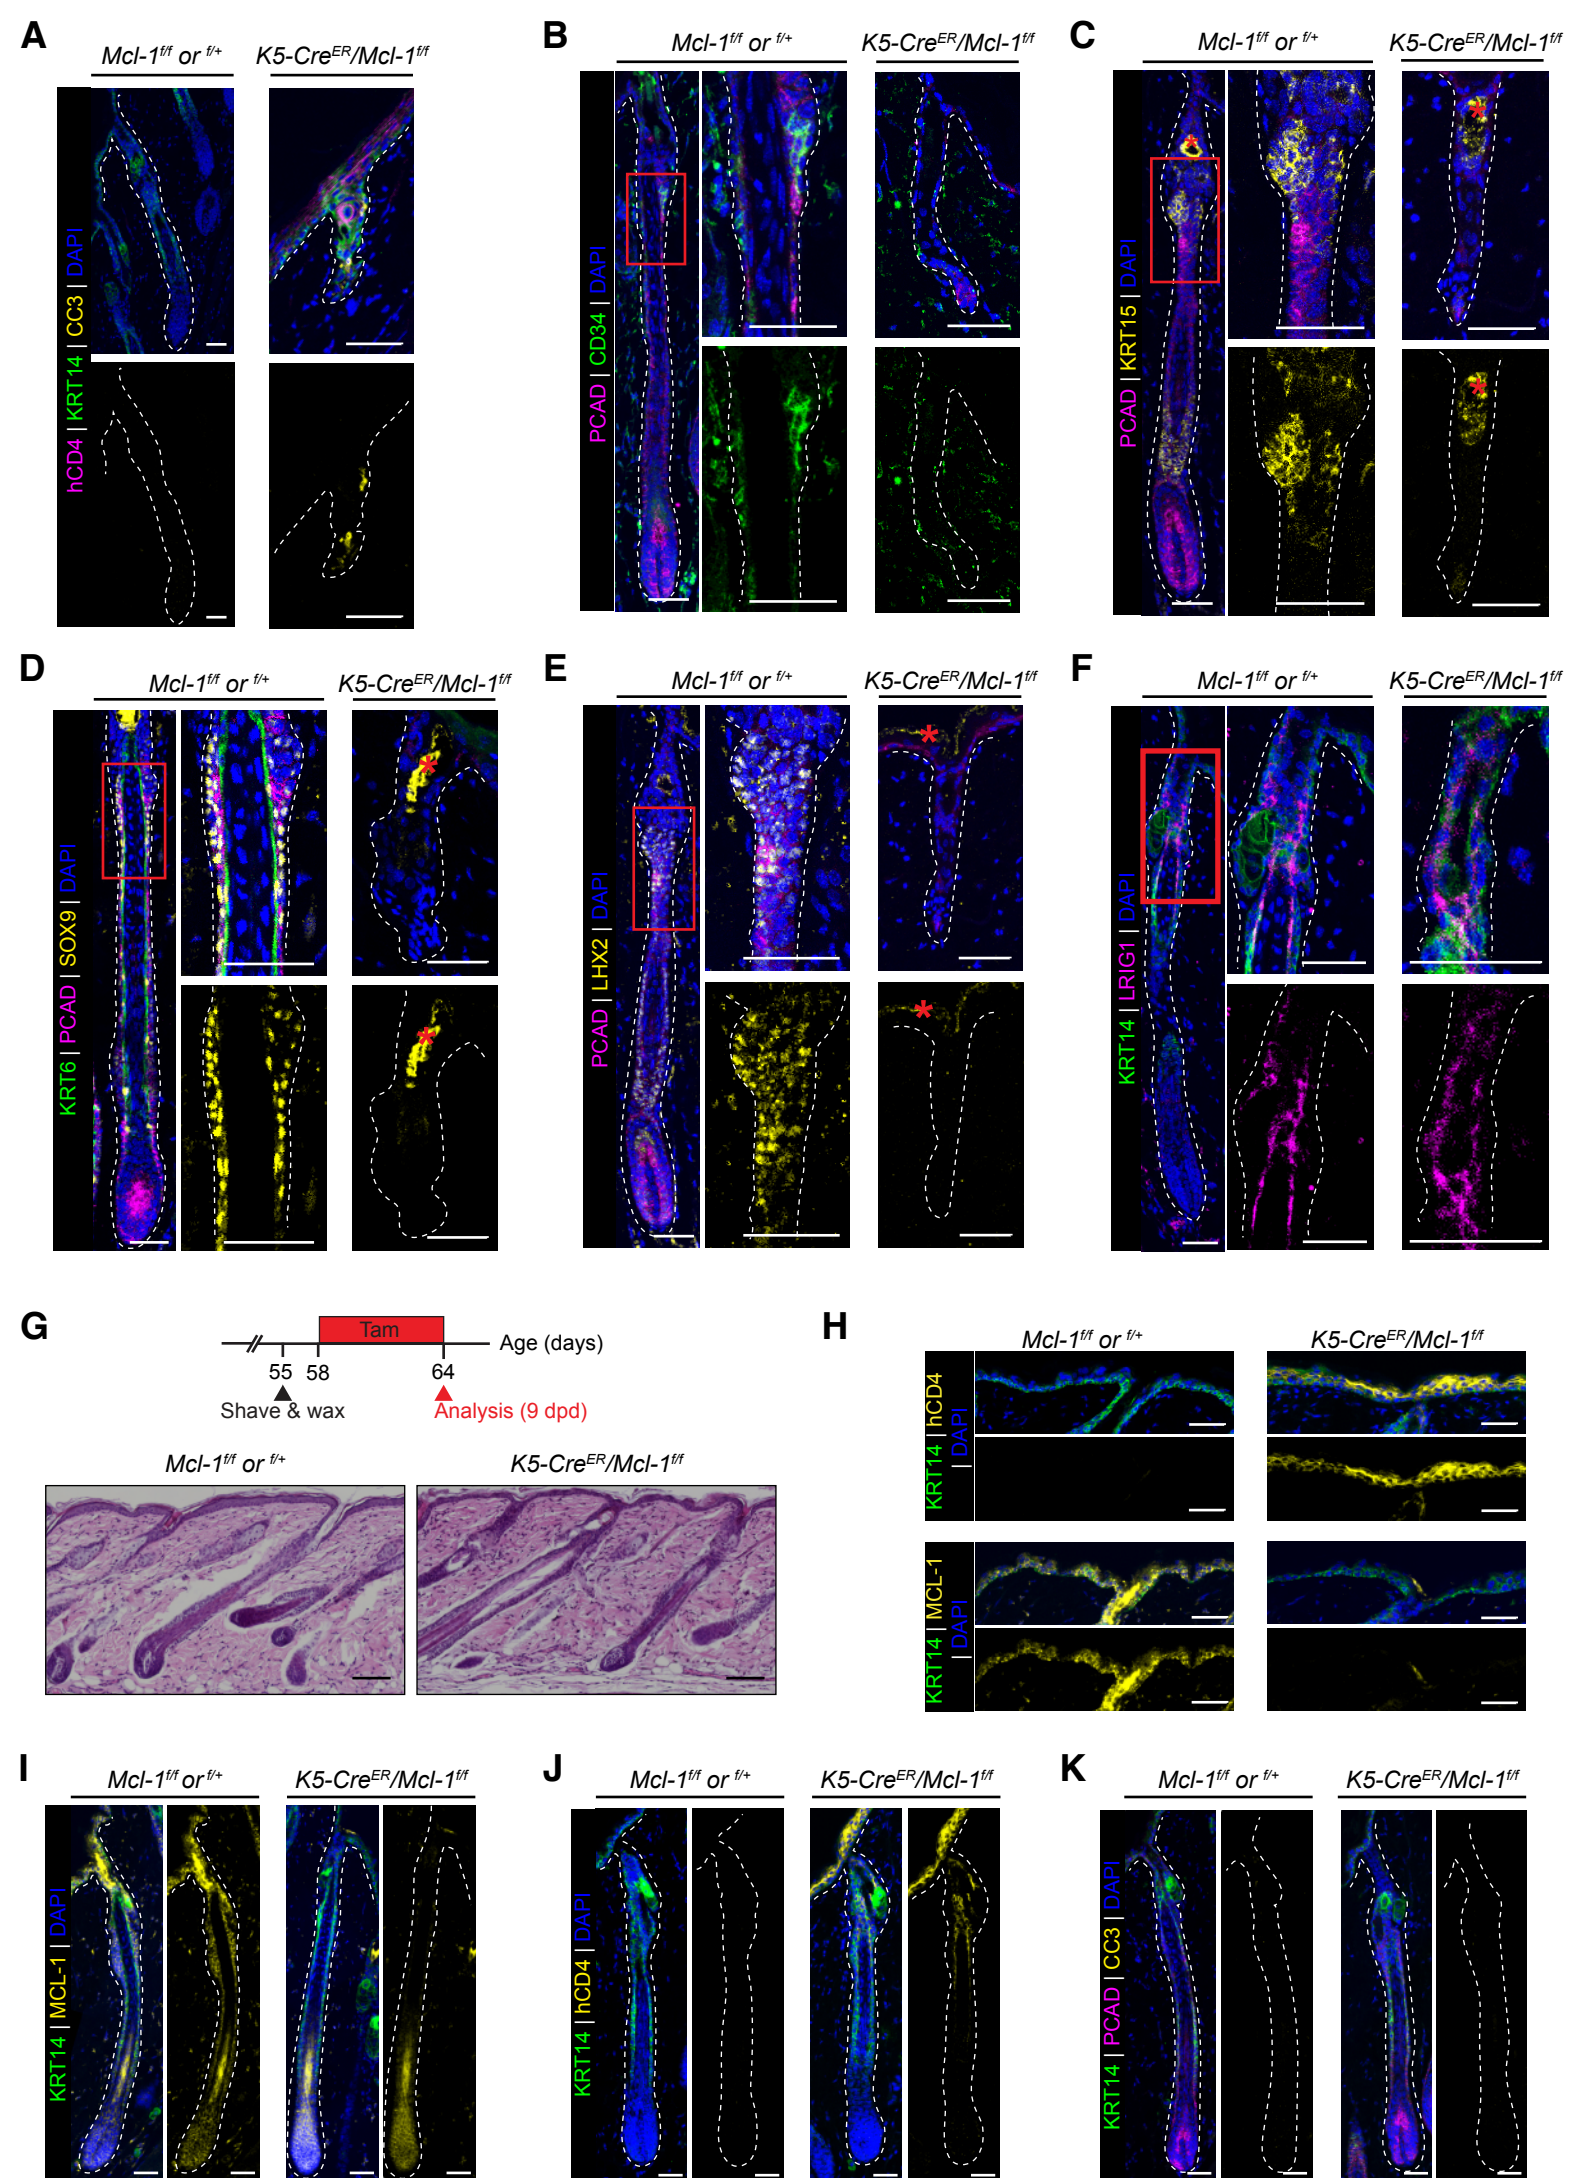 A
Mcl-1f/f or f/+
K5-CreER/Mcl-1f/f
hCD4 | KRT14 | CC3 | DAPI
B
Mcl-1f/f or f/+
K5-CreER/Mcl-1f/f
PCAD | CD34 | DAPI
C
Mcl-1f/f or f/+
K5-CreER/Mcl-1f/f
PCAD | KRT15 | DAPI
*
*
*
D
Mcl-1f/f or f/+
K5-CreER/Mcl-1f/f
KRT6 | PCAD | SOX9 | DAPI
*
*
E
Mcl-1f/f or f/+
K5-CreER/Mcl-1f/f
PCAD | LHX2 | DAPI
*
*
F
Mcl-1f/f or f/+
K5-CreER/Mcl-1f/f
KRT14 | LRIG1 | DAPI
G
Tam
Age (days)
55 58 64
Shave & wax
Analysis (9 dpd)
Mcl-1f/f or f/+
K5-CreER/Mcl-1f/f
H
Mcl-1f/f or f/+
K5-CreER/Mcl-1f/f
KRT14 | hCD4
| DAPI
KRT14 | MCL-1
| DAPI
I
Mcl-1f/f or f/+
K5-CreER/Mcl-1f/f
KRT14 | MCL-1 | DAPI
J
Mcl-1f/f or f/+
K5-CreER/Mcl-1f/f
KRT14 | hCD4 | DAPI
K
Mcl-1f/f or f/+
K5-CreER/Mcl-1f/f
KRT14 | PCAD | CC3 | DAPI